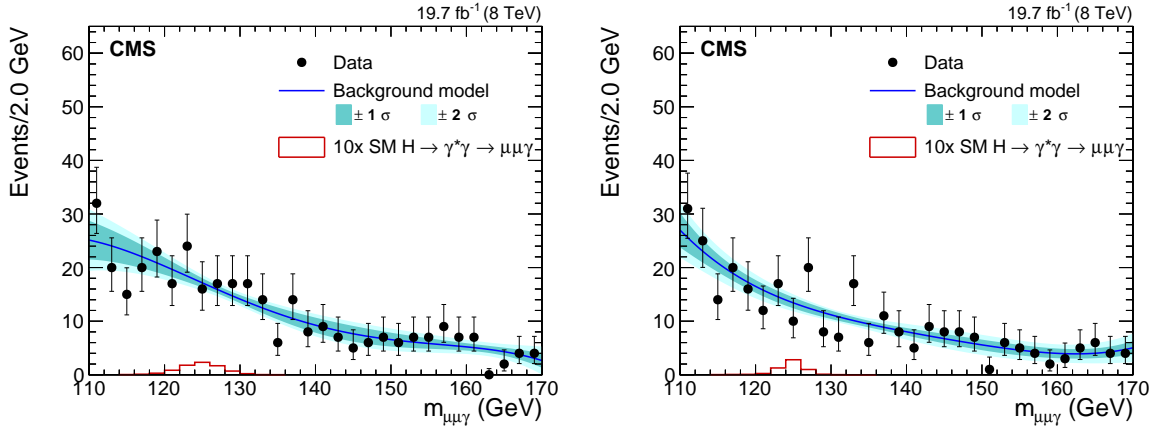 19.7 fb⁻¹ (8 TeV)
CMS
Data
Background model
± 1 σ ± 2 σ
10x SM H → γ*γ → μμγ
Events/2.0 GeV
60
50
40
30
20
10
0
110 120 130 140 150 160 170
m_μμγ (GeV)
19.7 fb⁻¹ (8 TeV)
CMS
Data
Background model
± 1 σ ± 2 σ
10x SM H → γ*γ → μμγ
Events/2.0 GeV
60
50
40
30
20
10
0
110 120 130 140 150 160 170
m_μμγ (GeV)